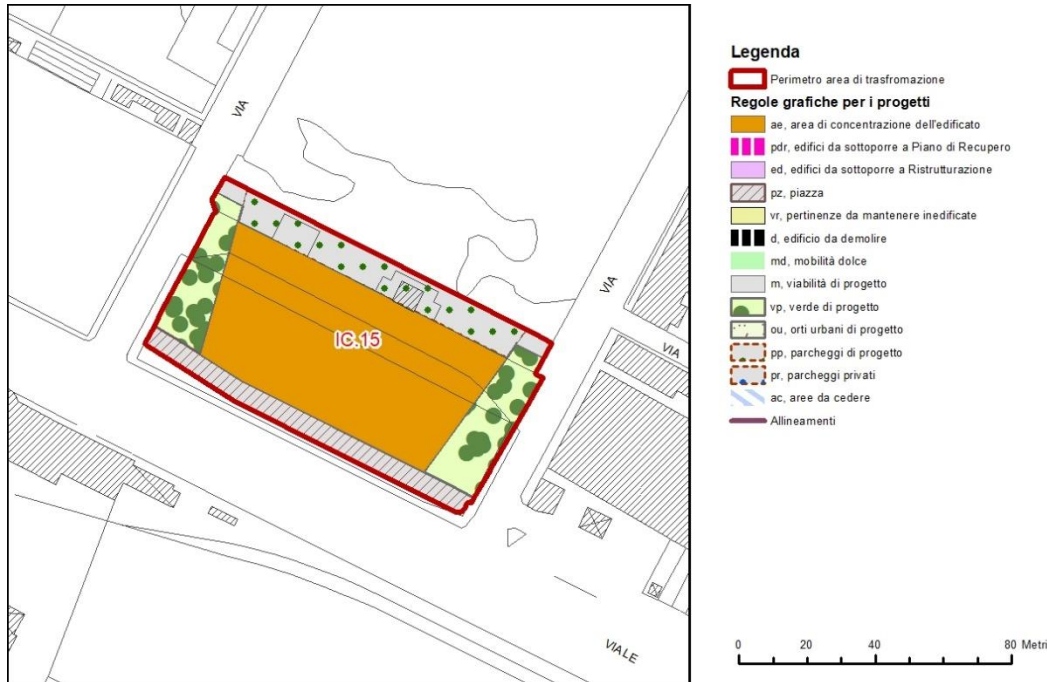 VIA
VIA
VIA
IC.15
VIALE
Legenda
Perimetro area di trasfromazione
Regole grafiche per i progetti
ae, area di concentrazione dell'edificato
pdr, edifici da sottoporre a Piano di Recupero
ed, edifici da sottoporre a Ristrutturazione
pz, piazza
vr, pertinenze da mantenere inedificate
d, edificio da demolire
md, mobilità dolce
m, viabilità di progetto
vp, verde di progetto
ou, orti urbani di progetto
pp, parcheggi di progetto
pr, parcheggi privati
ac, aree da cedere
Allineamenti
0 20 40 80 Metri